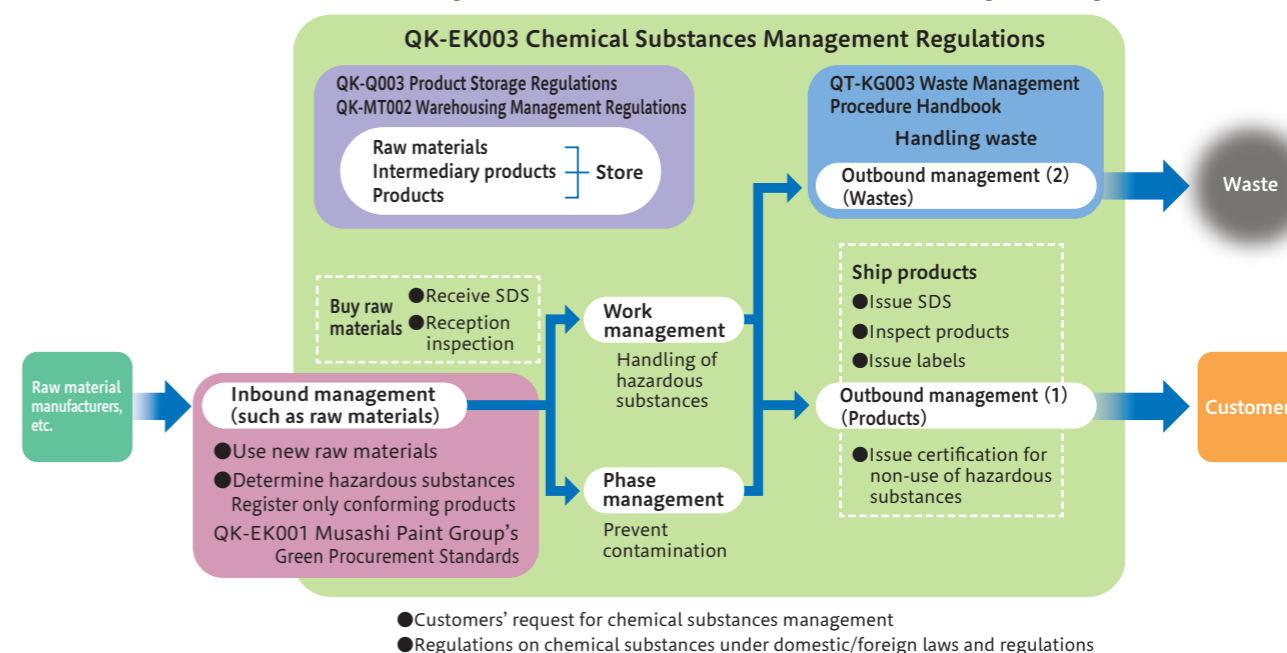 QK-EK003 Chemical Substances Management Regulations
QK-Q003 Product Storage Regulations
QK-MT002 Warehousing Management Regulations
Raw materials
Intermediary products
Products
Store
QT-KG003 Waste Management
Procedure Handbook
Handling waste
Outbound management (2)
(Wastes)
Waste
Buy raw
materials
●Receive SDS
●Reception
inspection
Work
management
Handling of
hazardous
substances
Ship products
●Issue SDS
●Inspect products
●Issue labels
Raw material
manufacturers,
etc.
Inbound management
(such as raw materials)
●Use new raw materials
●Determine hazardous substances
Register only conforming products
QK-EK001 Musashi Paint Group's
Green Procurement Standards
Phase
management
Prevent
contamination
Outbound management (1)
(Products)
●Issue certification for
non-use of hazardous
substances
Customer
●Customers' request for chemical substances management
●Regulations on chemical substances under domestic/foreign laws and regulations